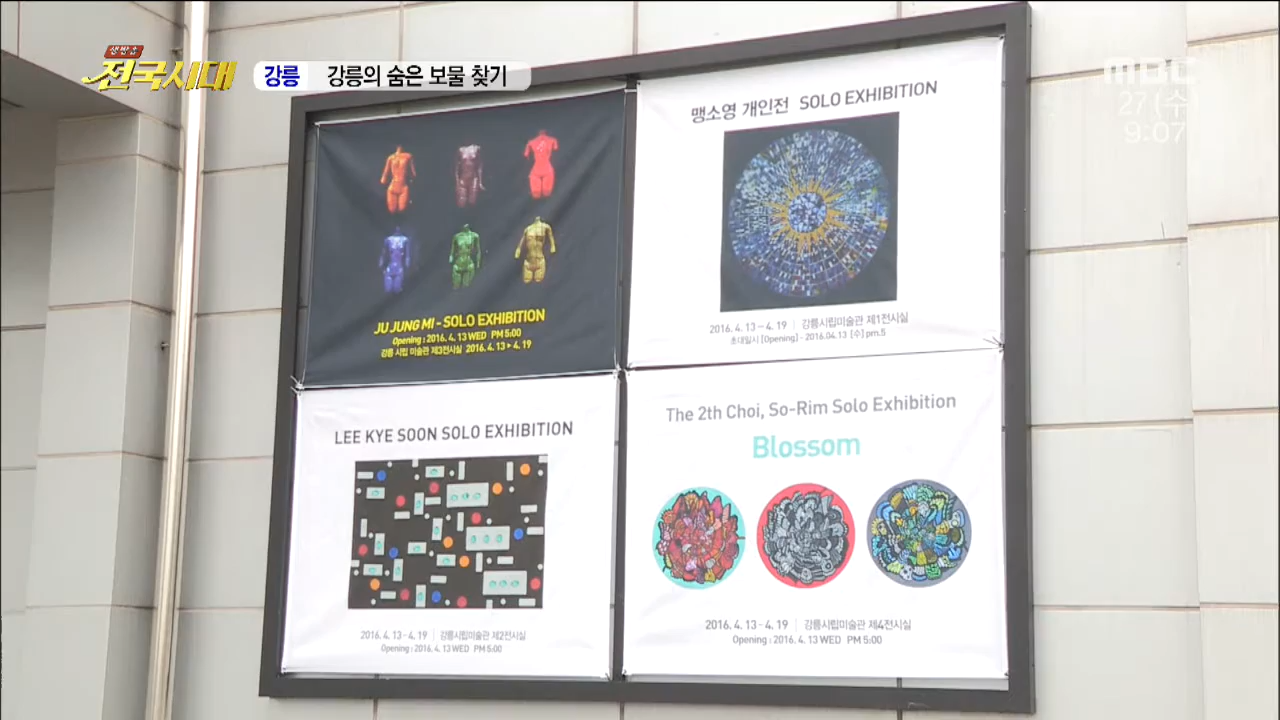 생방송
전국시대
강릉 강릉의 숨은 보물 찾기
MBC
27 (수)
9:07
JU JUNG MI - SOLO EXHIBITION
Opening : 2016. 4. 13 WED PM 5:00
강릉 시립 미술관 제3전시실 2016. 4. 13 ▸ 4. 19
맹소영 개인전 SOLO EXHIBITION
2016. 4. 13 – 4. 19 | 강릉시립미술관 제1전시실
초대일시 [Opening] - 2016.04.13 [수] pm.5
LEE KYE SOON SOLO EXHIBITION
2016. 4. 13 - 4. 19 | 강릉시립미술관 제2전시실
Opening : 2016. 4. 13 WED PM 5:00
The 2th Choi, So-Rim Solo Exhibition
Blossom
2016. 4. 13 - 4. 19 | 강릉시립미술관 제4전시실
Opening : 2016. 4. 13 WED PM 5:00